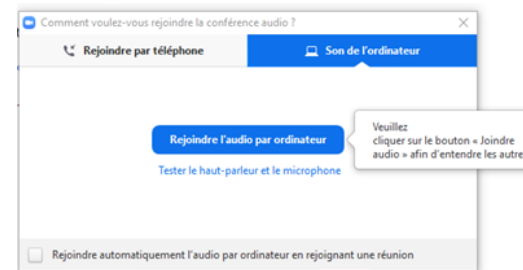 Comment voulez-vous rejoindre la conférence audio ?
Rejoindre par téléphone
Son de l'ordinateur
Rejoindre l'audio par ordinateur
Veuillez
cliquer sur le bouton « Joindre
audio » afin d'entendre les autre
Tester le haut-parleur et le microphone
Rejoindre automatiquement l'audio par ordinateur en rejoignant une réunion